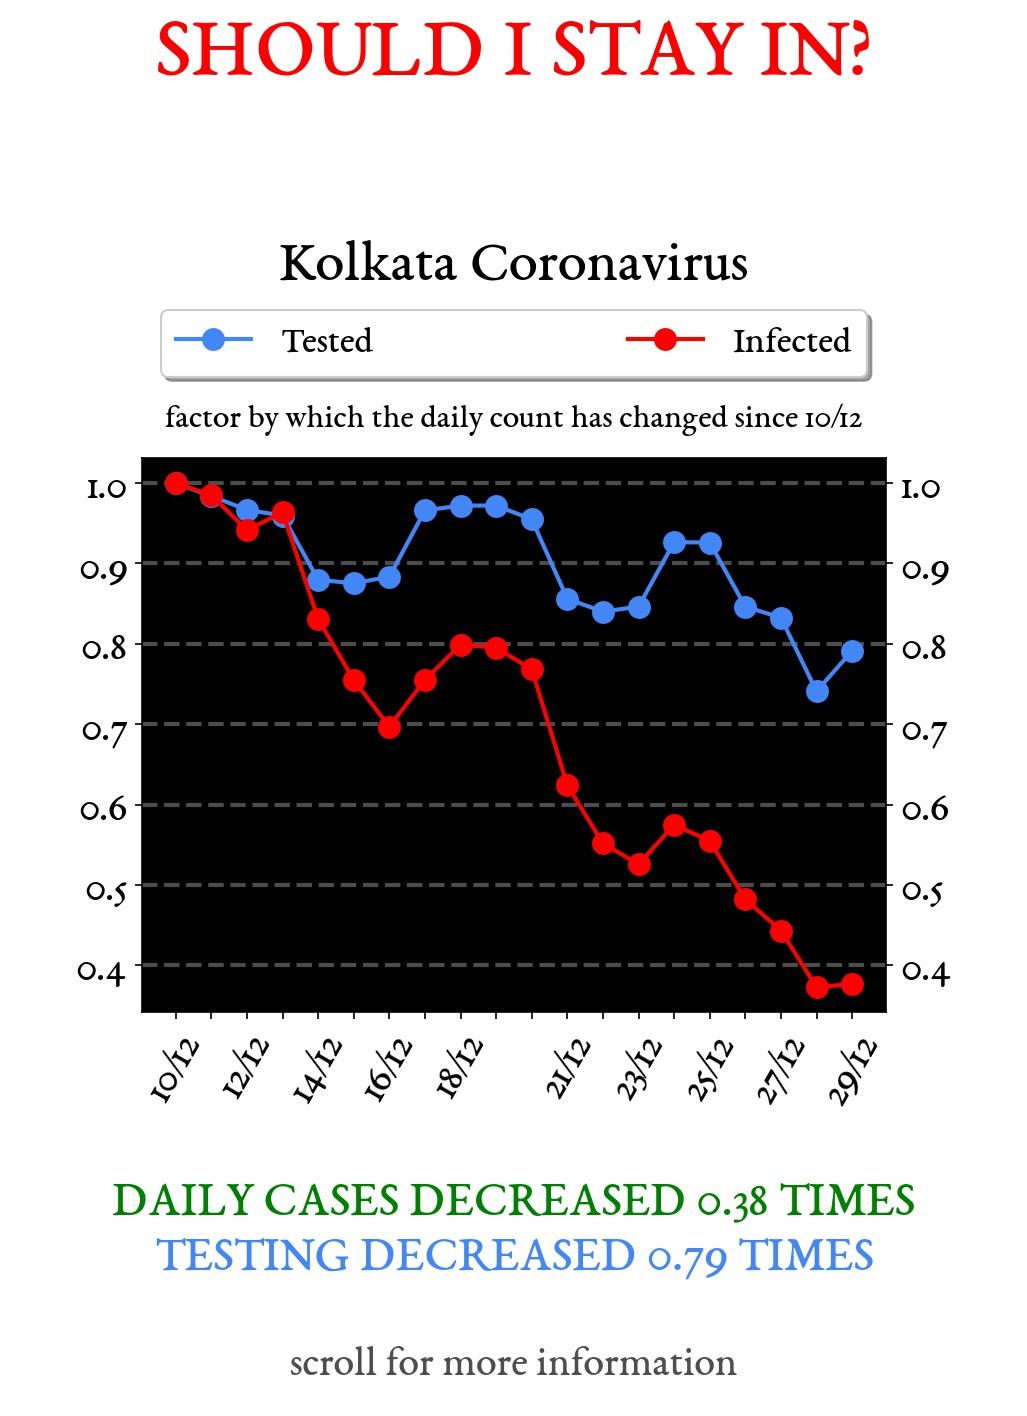 SHOULD I STAY IN?
Kolkata Coronavirus
Tested Infected
factor by which the daily count has changed since 10/12
1.0 1.0
0.9 0.9
0.8 0.8
0.7 0.7
0.6 0.6
0.5 0.5
0.4 0.4
10/12 12/12 14/12 16/12 18/12 21/12 23/12 25/12 27/12 29/12
DAILY CASES DECREASED 0.38 TIMES
TESTING DECREASED 0.79 TIMES
scroll for more information